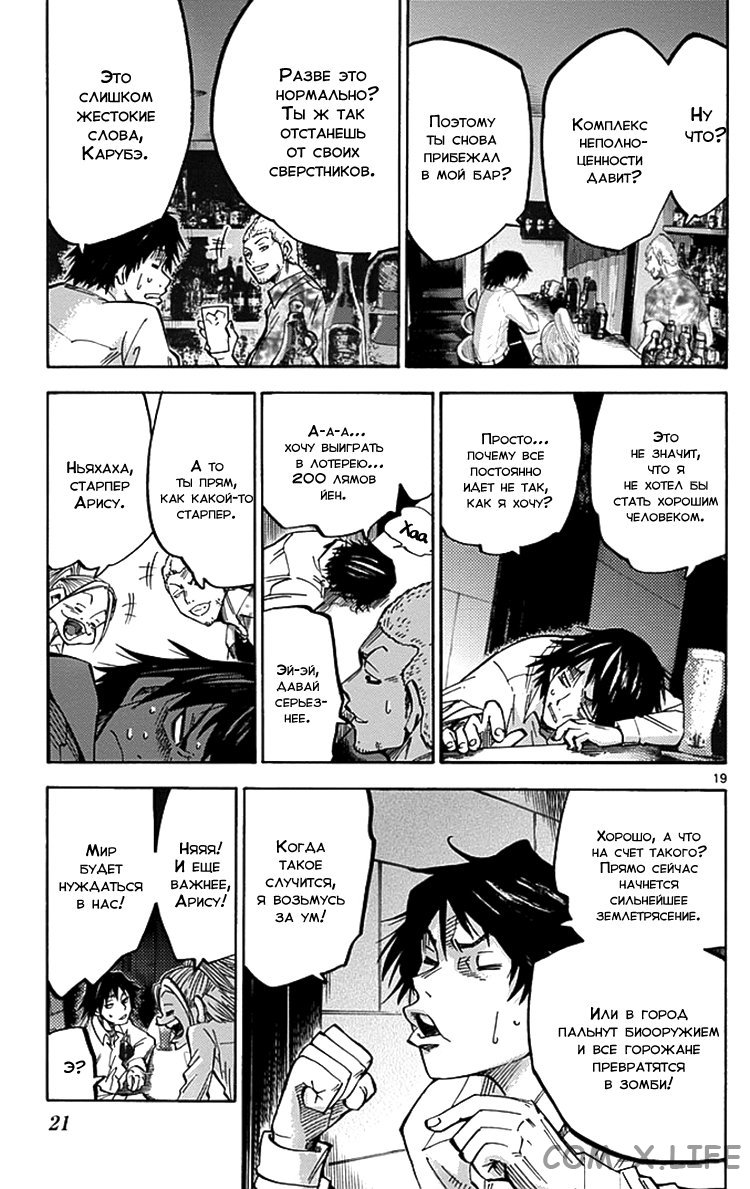 Ну
что?
Комплекс
неполно-
ценности
давит?
Поэтому
ты снова
прибежал
в мой бар?
Разве это
нормально?
Ты ж так
отстанешь
от своих
сверстников.
Это
слишком
жестокие
слова,
Карубэ.
Это
не значит,
что я
не хотел бы
стать хорошим
человеком.
Просто...
почему все
постоянно
идет не так,
как я хочу?
А-а-а...
хочу выиграть
в лотерею...
200 лямов
йен.
Хаа
Эй-эй,
давай
серьез-
нее.
А то
ты прям,
как какой-то
старпер.
Ньяхаха,
старпер
Арису.
19
Хорошо, а что
на счет такого?
Прямо сейчас
начнется
сильнейшее
землетрясение.
Или в город
пальнут биооружием
и все горожане
превратятся
в зомби!
Когда
такое
случится,
я возьмусь
за ум!
Няяя!
И еще
важнее,
Арису!
Мир
будет
нуждаться
в нас!
Э?
21
COM-X.LIFE